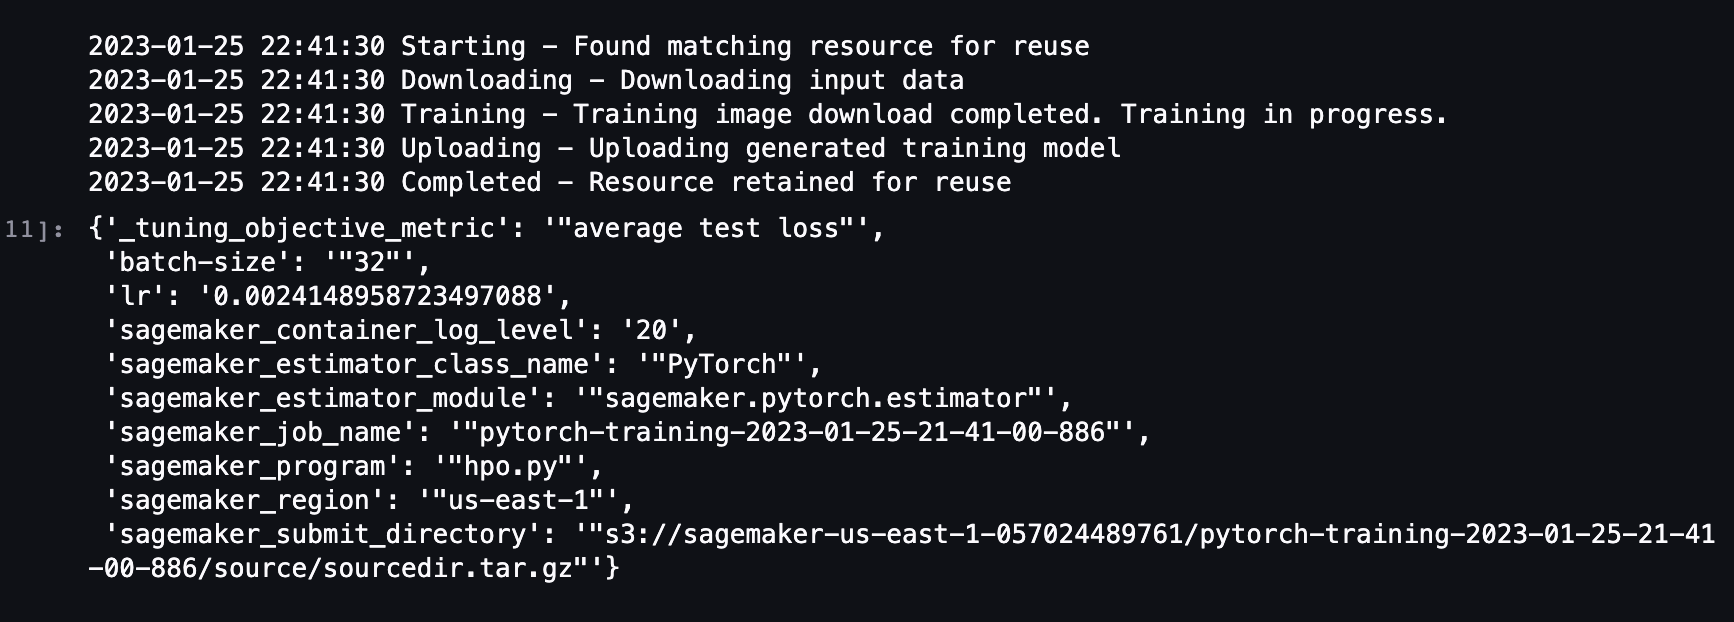 2023-01-25 22:41:30 Starting - Found matching resource for reuse
2023-01-25 22:41:30 Downloading - Downloading input data
2023-01-25 22:41:30 Training - Training image download completed. Training in progress.
2023-01-25 22:41:30 Uploading - Uploading generated training model
2023-01-25 22:41:30 Completed - Resource retained for reuse
11]: {'_tuning_objective_metric': '"average test loss"',
'batch-size': '"32"',
'lr': '0.0024148958723497088',
'sagemaker_container_log_level': '20',
'sagemaker_estimator_class_name': '"PyTorch"',
'sagemaker_estimator_module': '"sagemaker.pytorch.estimator"',
'sagemaker_job_name': '"pytorch-training-2023-01-25-21-41-00-886"',
'sagemaker_program': '"hpo.py"',
'sagemaker_region': '"us-east-1"',
'sagemaker_submit_directory': '"s3://sagemaker-us-east-1-057024489761/pytorch-training-2023-01-25-21-41
-00-886/source/sourcedir.tar.gz"'}